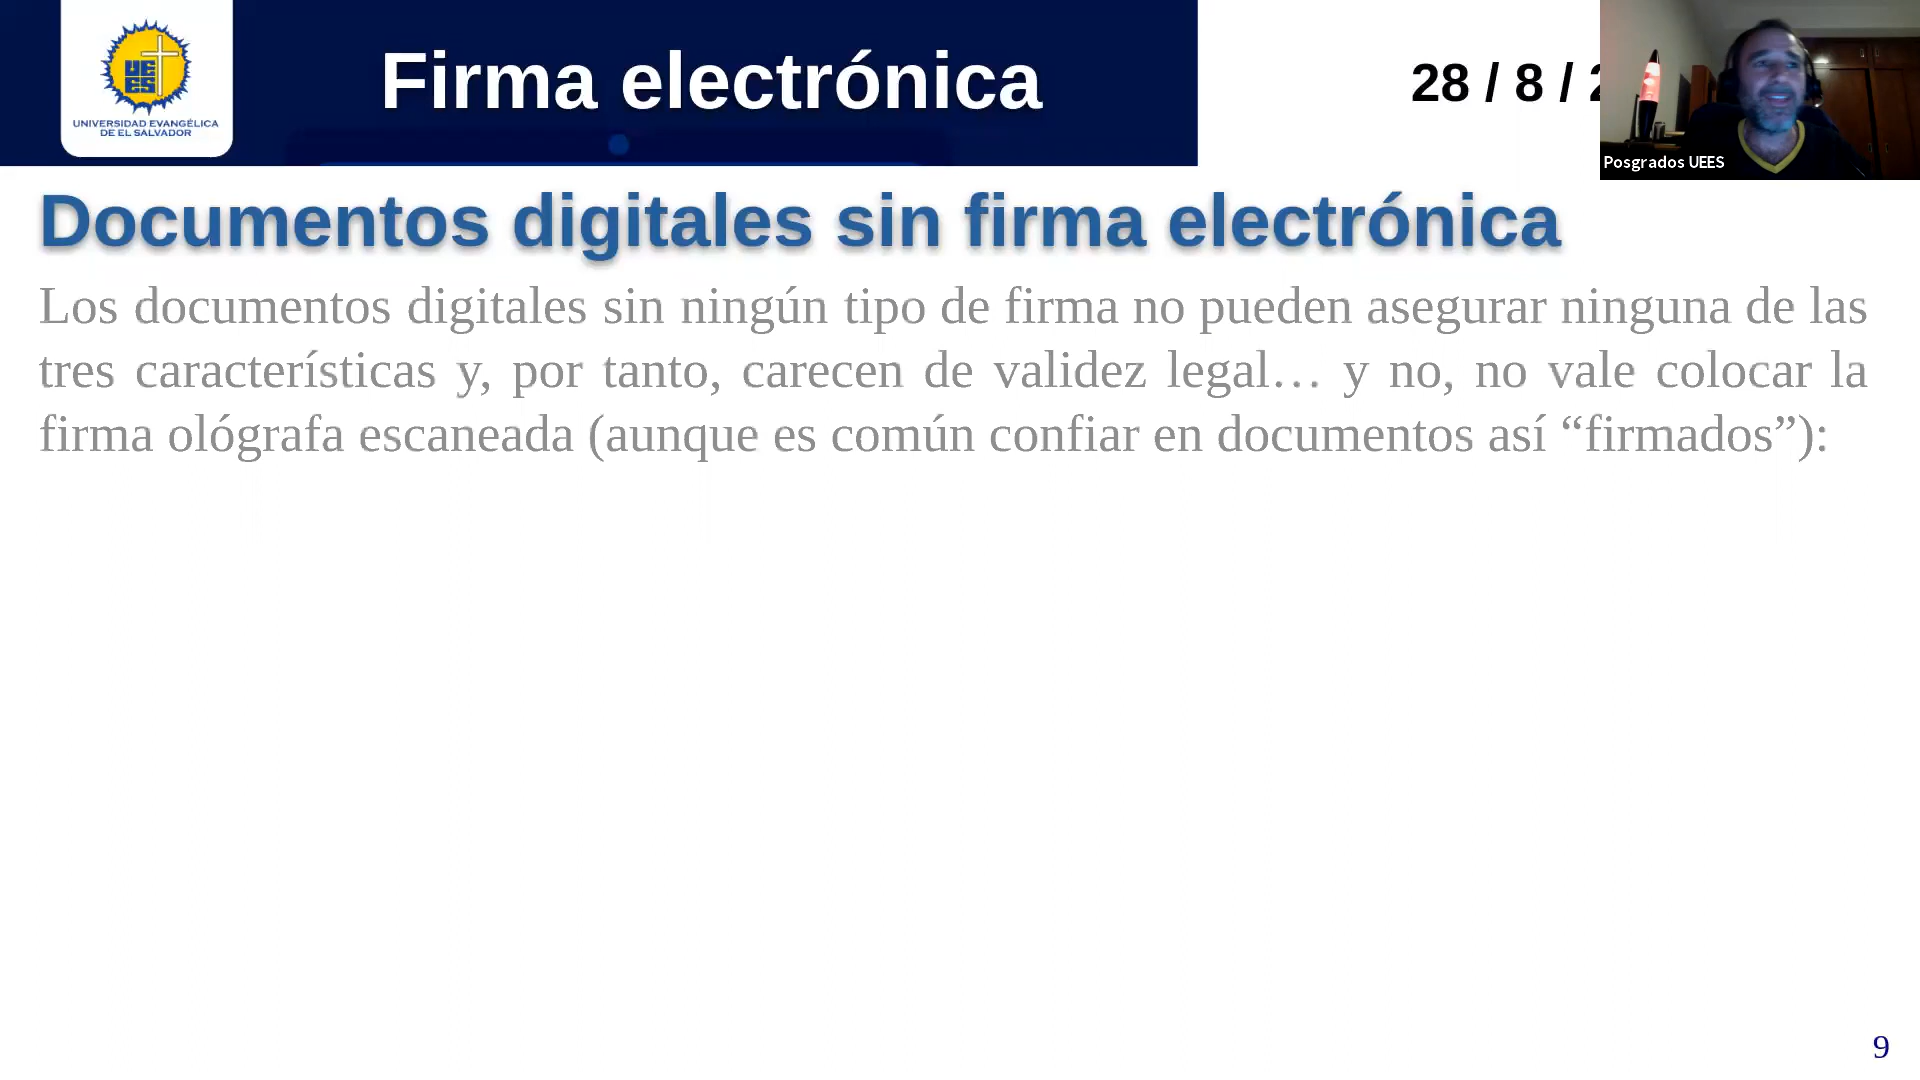 UE
ES
UNIVERSIDAD EVANGÉLICA
DE EL SALVADOR
Firma electrónica
28 / 8 /
Posgrados UEES
Documentos digitales sin firma electrónica
Los documentos digitales sin ningún tipo de firma no pueden asegurar ninguna de las
tres características y, por tanto, carecen de validez legal… y no, no vale colocar la
firma ológrafa escaneada (aunque es común confiar en documentos así “firmados”):
9